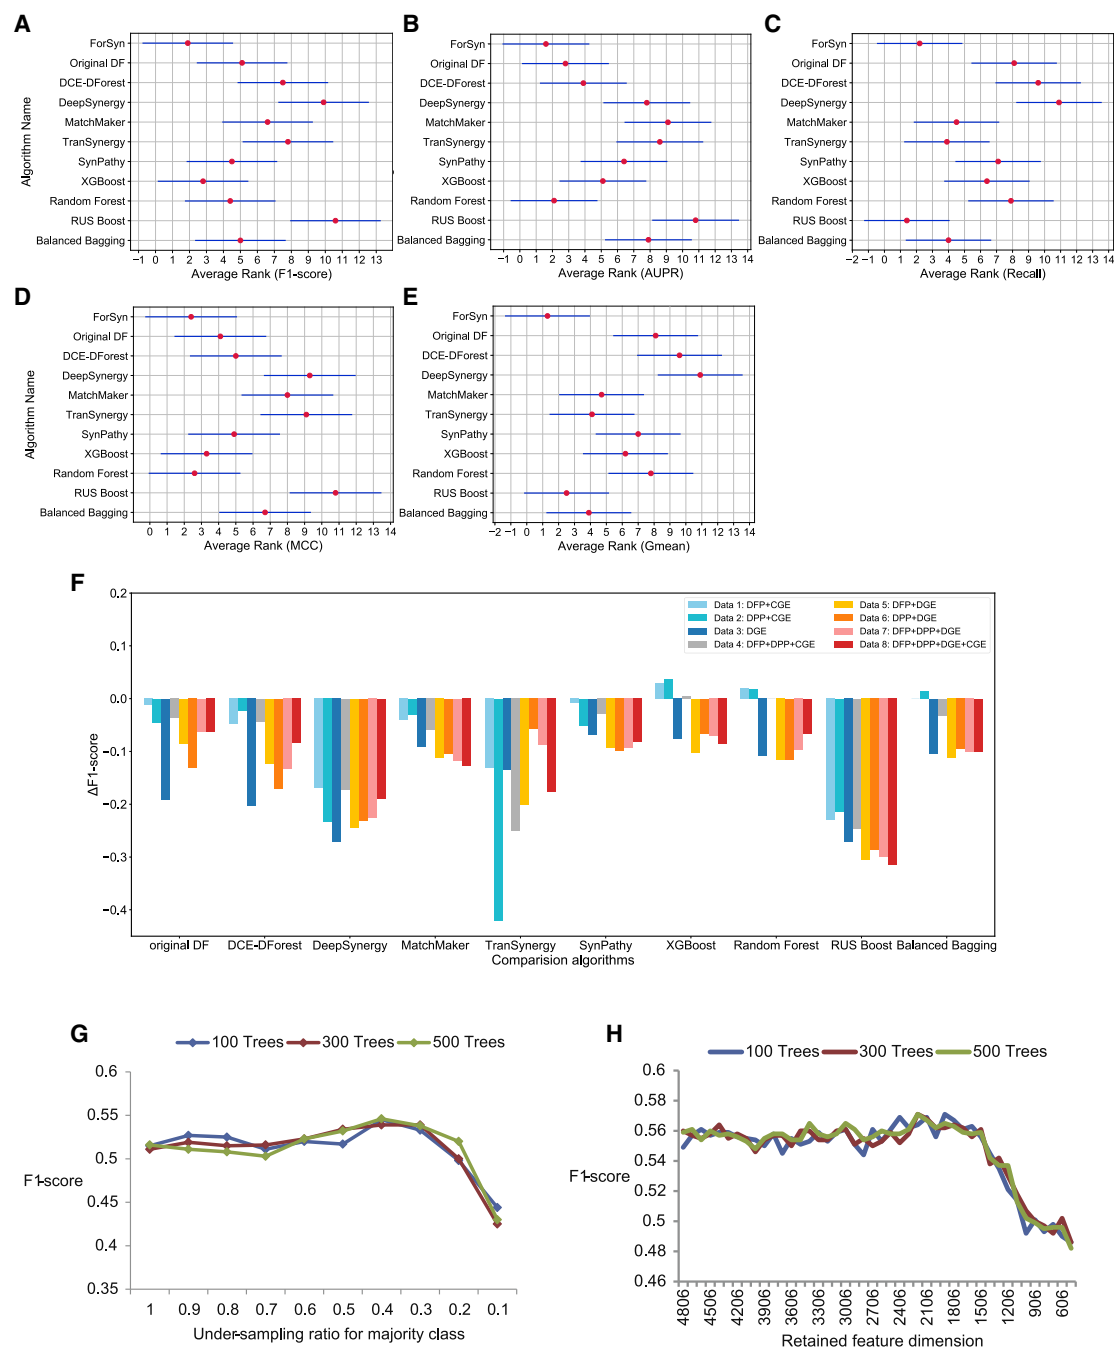 A
ForSyn
Original DF
DCE-DForest
DeepSynergy
MatchMaker
TranSynergy
SynPathy
XGBoost
Random Forest
RUS Boost
Balanced Bagging
Algorithm Name
−1 0 1 2 3 4 5 6 7 8 9 10 11 12 13
Average Rank (F1-score)
B
ForSyn
Original DF
DCE-DForest
DeepSynergy
MatchMaker
TranSynergy
SynPathy
XGBoost
Random Forest
RUS Boost
Balanced Bagging
−1 0 1 2 3 4 5 6 7 8 9 10 11 12 13 14
Average Rank (AUPR)
C
ForSyn
Original DF
DCE-DForest
DeepSynergy
MatchMaker
TranSynergy
SynPathy
XGBoost
Random Forest
RUS Boost
Balanced Bagging
−2 −1 0 1 2 3 4 5 6 7 8 9 10 11 12 13 14
Average Rank (Recall)
D
ForSyn
Original DF
DCE-DForest
DeepSynergy
MatchMaker
TranSynergy
SynPathy
XGBoost
Random Forest
RUS Boost
Balanced Bagging
Algorithm Name
0 1 2 3 4 5 6 7 8 9 10 11 12 13 14
Average Rank (MCC)
E
ForSyn
Original DF
DCE-DForest
DeepSynergy
MatchMaker
TranSynergy
SynPathy
XGBoost
Random Forest
RUS Boost
Balanced Bagging
−2 −1 0 1 2 3 4 5 6 7 8 9 10 11 12 13 14
Average Rank (Gmean)
F
0.2
0.1
0.0
−0.1
−0.2
−0.3
−0.4
ΔF1-score
Data 1: DFP+CGE
Data 2: DPP+CGE
Data 3: DGE
Data 4: DFP+DPP+CGE
Data 5: DFP+DGE
Data 6: DPP+DGE
Data 7: DFP+DPP+DGE
Data 8: DFP+DPP+DGE+CGE
original DF DCE-DForest DeepSynergy MatchMaker TranSynergy SynPathy XGBoost Random Forest RUS Boost Balanced Bagging
Comparision algorithms
G
100 Trees 300 Trees 500 Trees
0.6
0.55
0.5
0.45
0.4
0.35
F1-score
1 0.9 0.8 0.7 0.6 0.5 0.4 0.3 0.2 0.1
Under-sampling ratio for majority class
H
100 Trees 300 Trees 500 Trees
0.6
0.58
0.56
0.54
0.52
0.5
0.48
0.46
F1-score
4806 4506 4206 3906 3606 3306 3006 2706 2406 2106 1806 1506 1206 906 606
Retained feature dimension